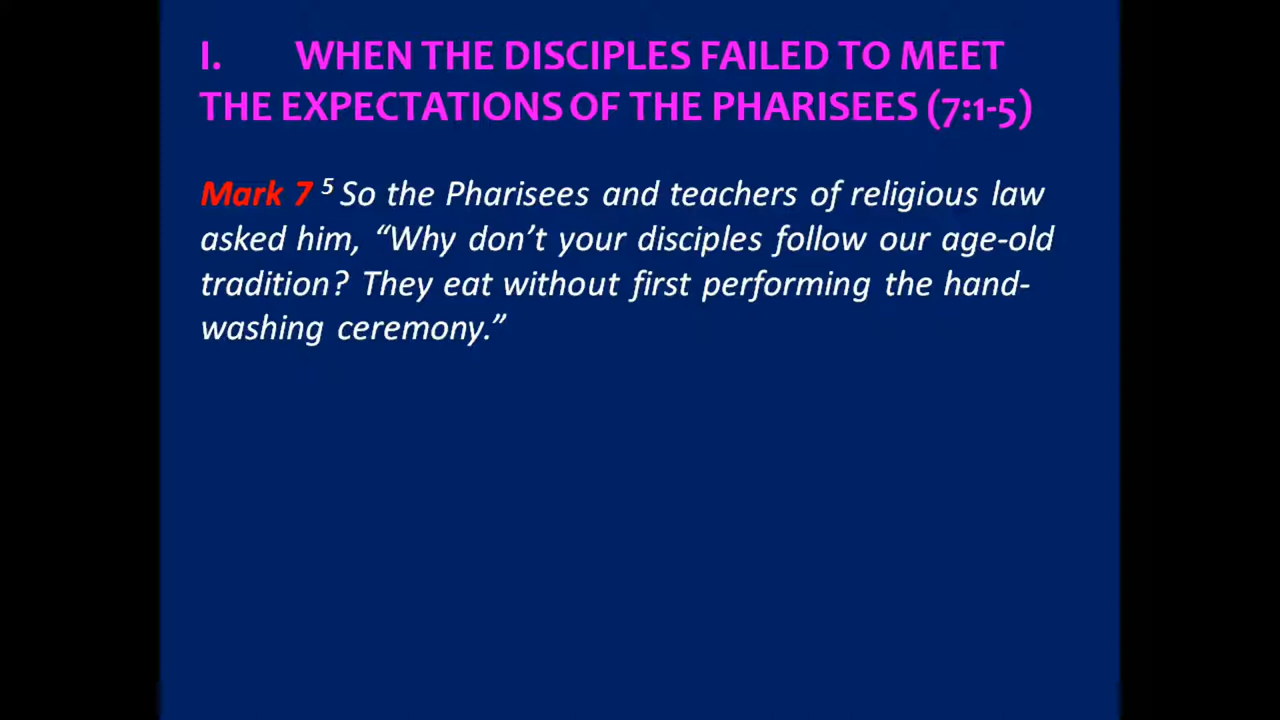 I. WHEN THE DISCIPLES FAILED TO MEET
THE EXPECTATIONS OF THE PHARISEES (7:1-5)
Mark 7 5 So the Pharisees and teachers of religious law
asked him, “Why don’t your disciples follow our age-old
tradition? They eat without first performing the hand-
washing ceremony.”